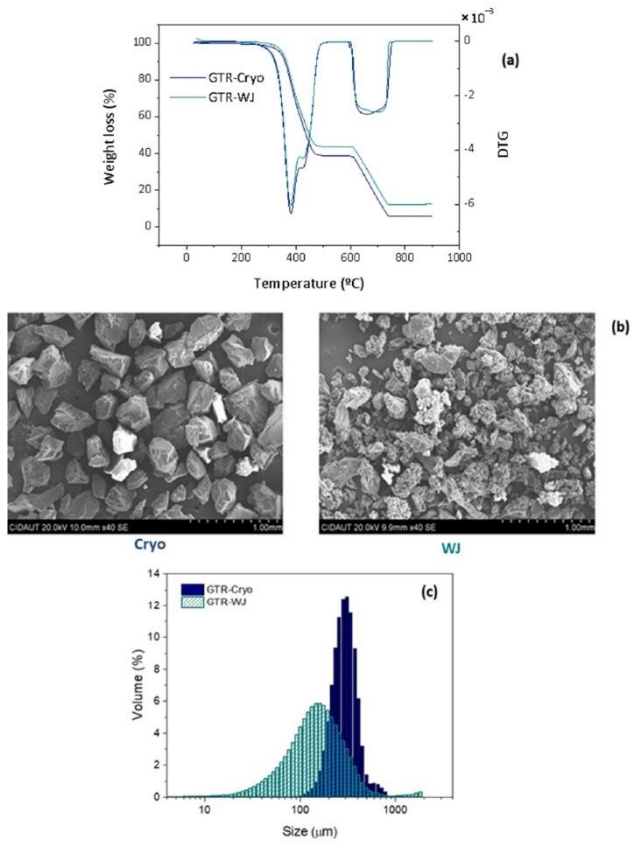 × 10⁻³
(a)
GTR-Cryo
GTR-WJ
100
80
60
40
20
0
0
-2
-4
-6
Weight loss (%)
DTG
0
200
400
600
800
1000
Temperature (ºC)
(b)
CIDAUT 20.0kV 10.0mm x40 SE
1.00mm
CIDAUT 20.0kV 9.9mm x40 SE
1.00mm
Cryo
WJ
(c)
GTR-Cryo
GTR-WJ
14
12
10
8
6
4
2
0
Volume (%)
10
100
1000
Size (μm)